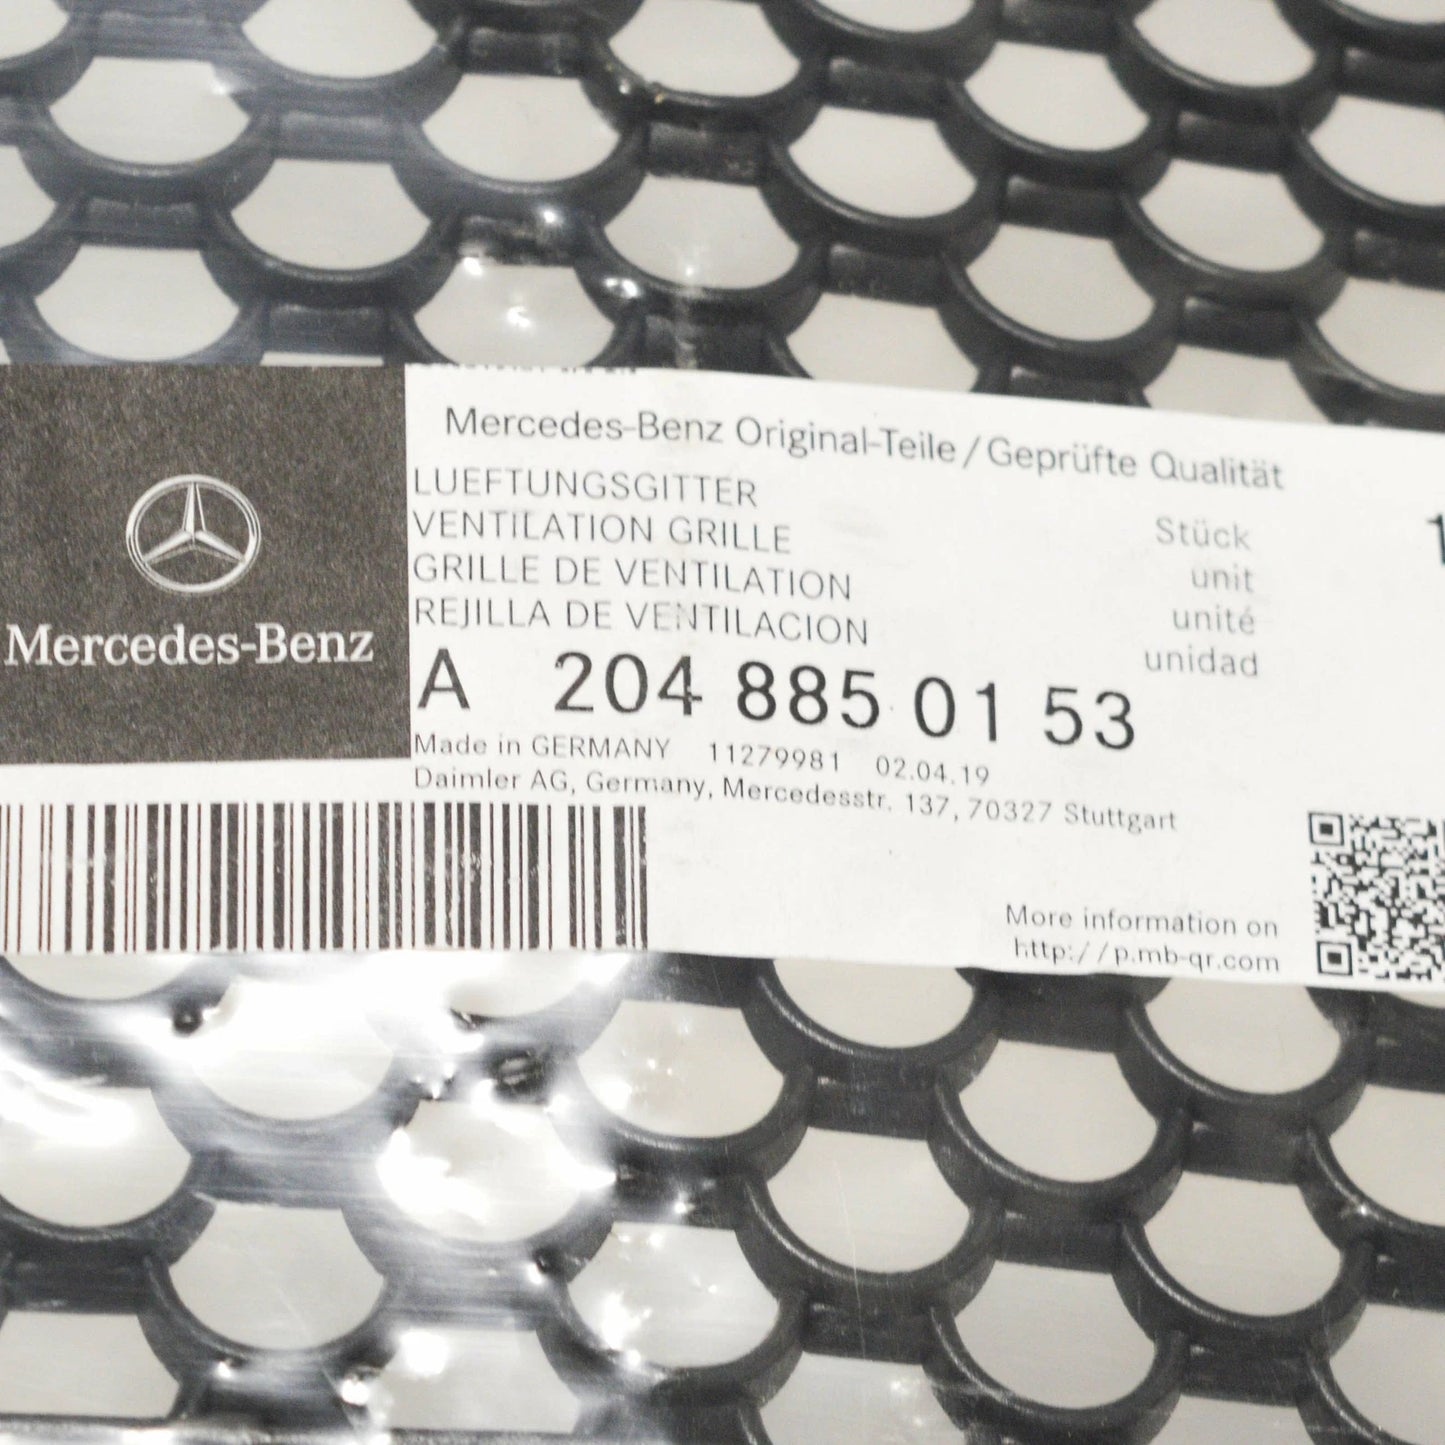 Mercedes-Benz Original-Teile / Geprüfte Qualität
LUEFTUNGSGITTER
VENTILATION GRILLE
GRILLE DE VENTILATION
REJILLA DE VENTILACION
Stück
unit
unité
unidad
Mercedes-Benz
A 204 885 01 53
Made in GERMANY 11279981 02.04.19
Daimler AG, Germany, Mercedesstr. 137, 70327 Stuttgart
More information on
http://p.mb-qr.com